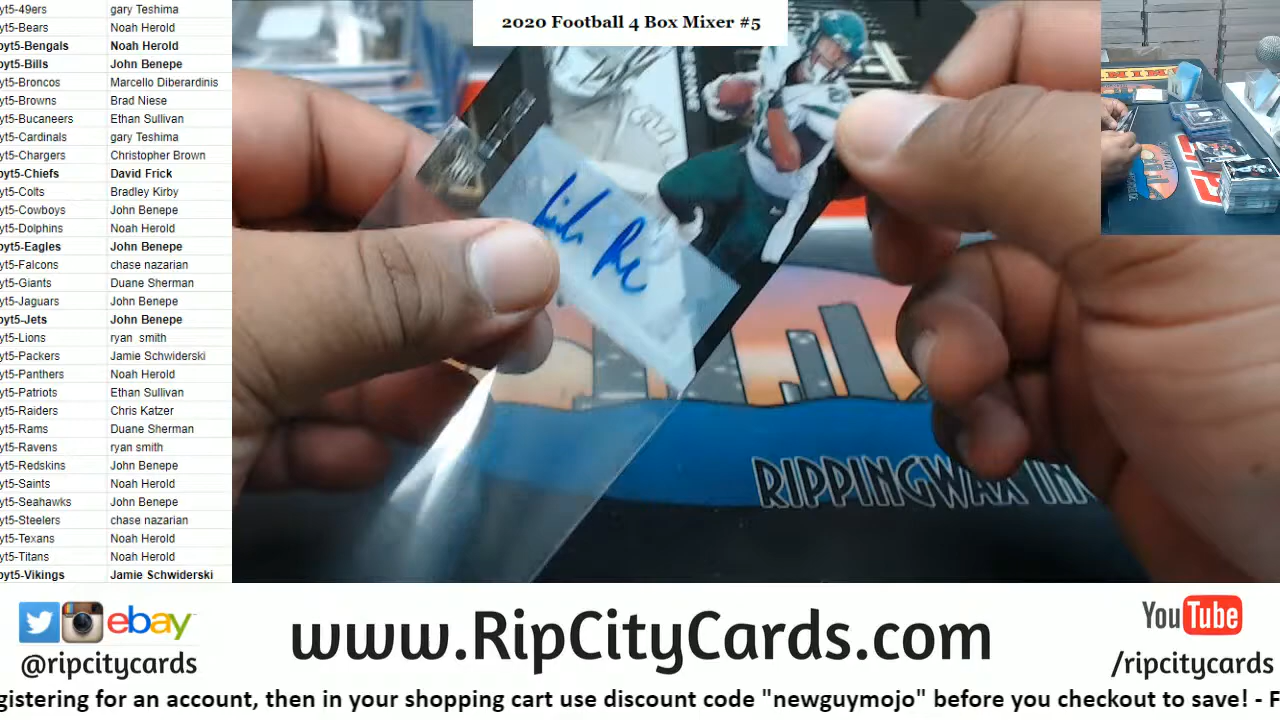 2020 Football 4 Box Mixer #5
yt5-49ers gary Teshima
yt5-Bears Noah Herold
oyt5-Bengals Noah Herold
oyt5-Bills John Benepe
yt5-Broncos Marcello Diberardinis
yt5-Browns Brad Niese
yt5-Bucaneers Ethan Sullivan
yt5-Cardinals gary Teshima
yt5-Chargers Christopher Brown
oyt5-Chiefs David Frick
yt5-Colts Bradley Kirby
yt5-Cowboys John Benepe
yt5-Dolphins Noah Herold
oyt5-Eagles John Benepe
yt5-Falcons chase nazarian
yt5-Giants Duane Sherman
yt5-Jaguars John Benepe
oyt5-Jets John Benepe
yt5-Lions ryan smith
yt5-Packers Jamie Schwiderski
yt5-Panthers Noah Herold
yt5-Patriots Ethan Sullivan
yt5-Raiders Chris Katzer
yt5-Rams Duane Sherman
yt5-Ravens ryan smith
yt5-Redskins John Benepe
yt5-Saints Noah Herold
yt5-Seahawks John Benepe
yt5-Steelers chase nazarian
yt5-Texans Noah Herold
yt5-Titans Noah Herold
oyt5-Vikings Jamie Schwiderski
RIPPINGWAX IN
ebay
@ripcitycards
www.RipCityCards.com
YouTube
/ripcitycards
gistering for an account, then in your shopping cart use discount code "newguymojo" before you checkout to save! - F